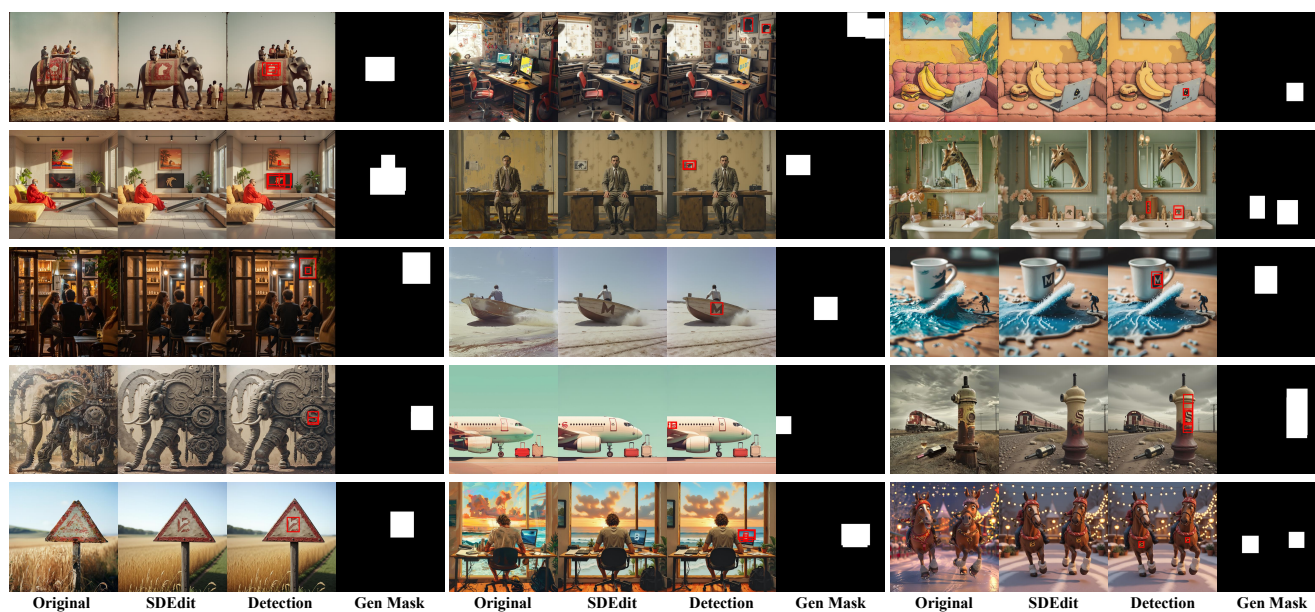 M M
M M
S S
S S
Original SDEdit Detection Gen Mask Original SDEdit Detection Gen Mask Original SDEdit Detection Gen Mask